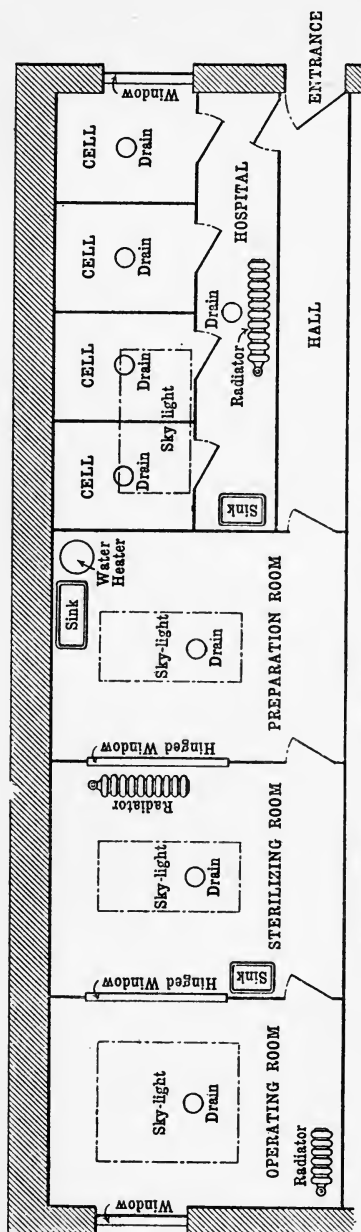 Window
Sky-light
Drain
OPERATING ROOM
Radiator
Hinged Window
Sink
Sky-light
Drain
STERILIZING ROOM
Radiator
Hinged Window
Sink
Water
Heater
Sky-light
Drain
PREPARATION ROOM
CELL
Drain
CELL
Drain
Sky light
CELL
Drain
CELL
Drain
Window
Sink
Drain
Radiator
HOSPITAL
HALL
ENTRANCE